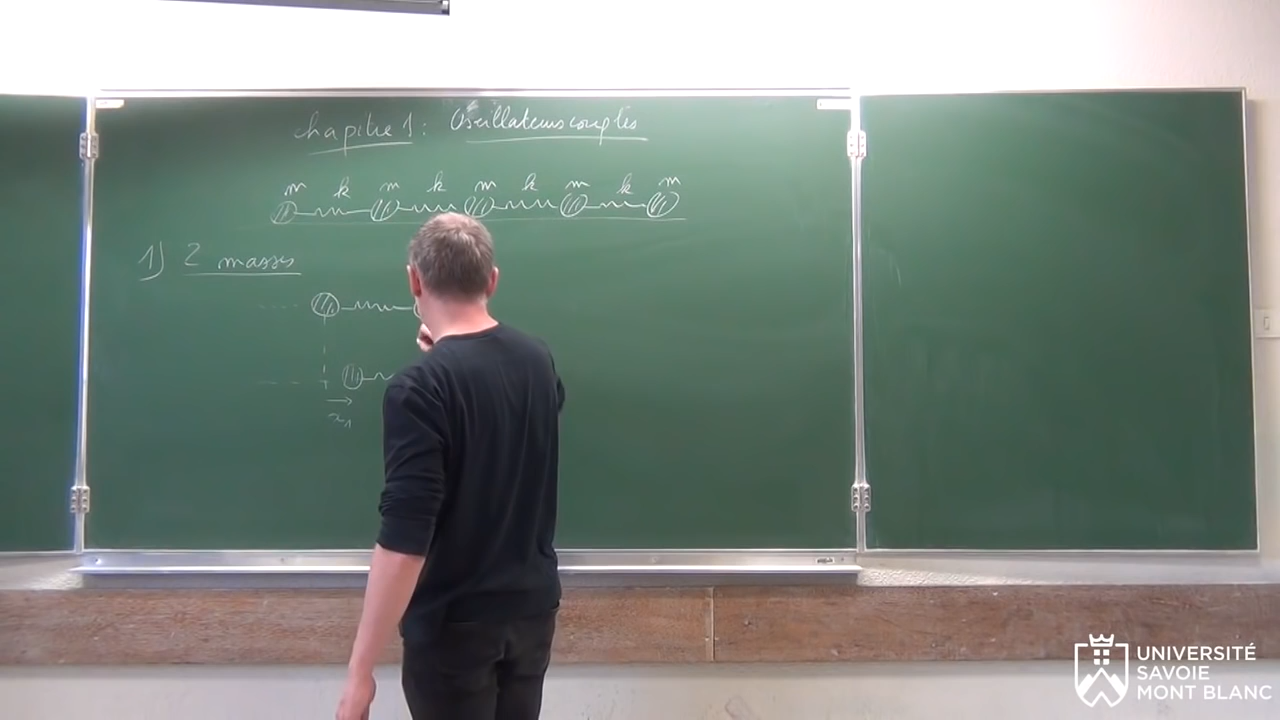 chapitre 1 : Oscillateurs couplés
m k m k m k m k m
1) 2 masses
x₁
UNIVERSITÉ
SAVOIE
MONT BLANC